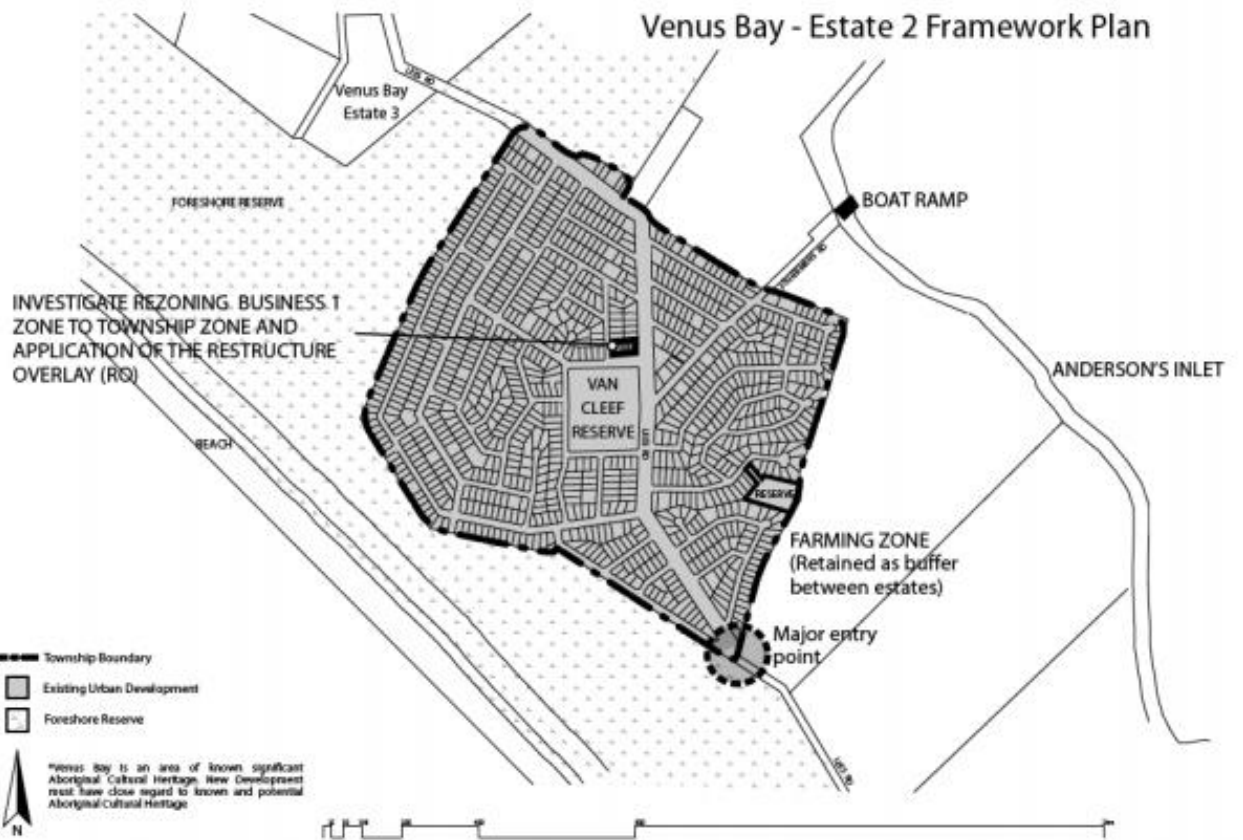 Venus Bay - Estate 2 Framework Plan
LEES RD
Venus Bay
Estate 3
FORESHORE RESERVE
BOAT RAMP
INVESTIGATE REZONING BUSINESS 1
ZONE TO TOWNSHIP ZONE AND
APPLICATION OF THE RESTRUCTURE
OVERLAY (RO)
VAN
CLEEF
RESERVE
ANDERSON'S INLET
BEACH
RESERVE
FARMING ZONE
(Retained as buffer
between estates)
Major entry
point
LEES RD
Township Boundary
Existing Urban Development
Foreshore Reserve
*Venus Bay is an area of known significant
Aboriginal Cultural Heritage. New Development
must have close regard to known and potential
Aboriginal Cultural Heritage
N